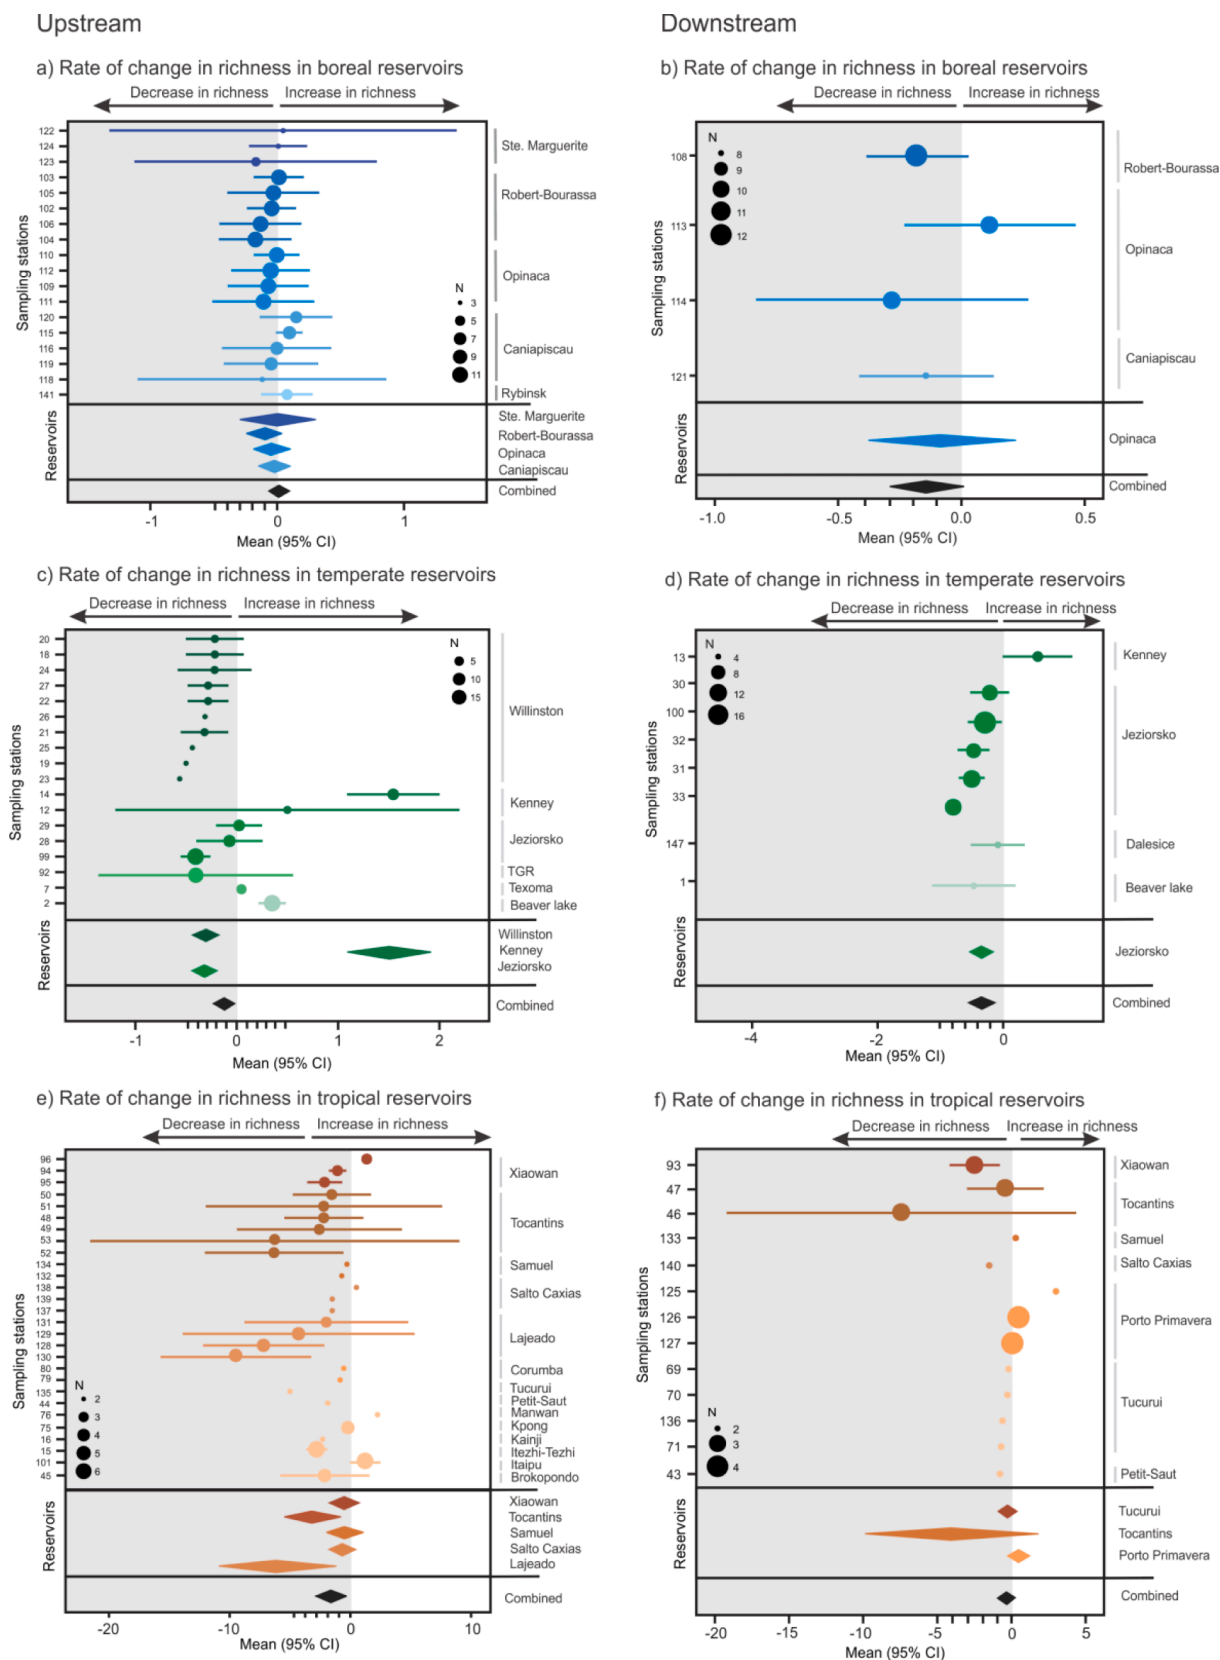 Upstream
Downstream
a) Rate of change in richness in boreal reservoirs
Decrease in richness
Increase in richness
Sampling stations
122
124
123
103
105
102
106
104
110
112
109
111
120
115
116
119
118
141
Ste. Marguerite
Robert-Bourassa
Opinaca
Caniapiscau
Rybinsk
N
3
5
7
9
11
Reservoirs
Ste. Marguerite
Robert-Bourassa
Opinaca
Caniapiscau
Combined
-1 0 1
Mean (95% CI)
b) Rate of change in richness in boreal reservoirs
Decrease in richness
Increase in richness
Sampling stations
N
8
9
10
11
12
108
113
114
121
Robert-Bourassa
Opinaca
Caniapiscau
Reservoirs
Opinaca
Combined
-1.0 -0.5 0.0 0.5
Mean (95% CI)
c) Rate of change in richness in temperate reservoirs
Decrease in richness
Increase in richness
Sampling stations
20
18
24
27
22
26
21
25
19
23
14
12
29
28
99
92
7
2
N
5
10
15
Willinston
Kenney
Jeziorsko
TGR
Texoma
Beaver lake
Reservoirs
Willinston
Kenney
Jeziorsko
Combined
-1 0 1 2
Mean (95% CI)
d) Rate of change in richness in temperate reservoirs
Decrease in richness
Increase in richness
Sampling stations
N
4
8
12
16
13
30
100
32
31
33
147
1
Kenney
Jeziorsko
Dalesice
Beaver lake
Reservoirs
Jeziorsko
Combined
-4 -2 0
Mean (95% CI)
e) Rate of change in richness in tropical reservoirs
Decrease in richness
Increase in richness
Sampling stations
96
94
95
50
51
48
49
53
52
134
132
138
139
137
131
129
128
130
80
79
135
44
76
75
16
15
101
45
N
2
3
4
5
6
Xiaowan
Tocantins
Samuel
Salto Caxias
Lajeado
Corumba
Tucurui
Petit-Saut
Manwan
Kpong
Kainji
Itezhi-Tezhi
Itaipu
Brokopondo
Reservoirs
Xiaowan
Tocantins
Samuel
Salto Caxias
Lajeado
Combined
-20 -10 0 10
Mean (95% CI)
f) Rate of change in richness in tropical reservoirs
Decrease in richness
Increase in richness
Sampling stations
93
47
46
133
140
125
126
127
69
70
136
71
43
N
2
3
4
Xiaowan
Tocantins
Samuel
Salto Caxias
Porto Primavera
Tucurui
Petit-Saut
Reservoirs
Tucurui
Tocantins
Porto Primavera
Combined
-20 -15 -10 -5 0 5
Mean (95% CI)